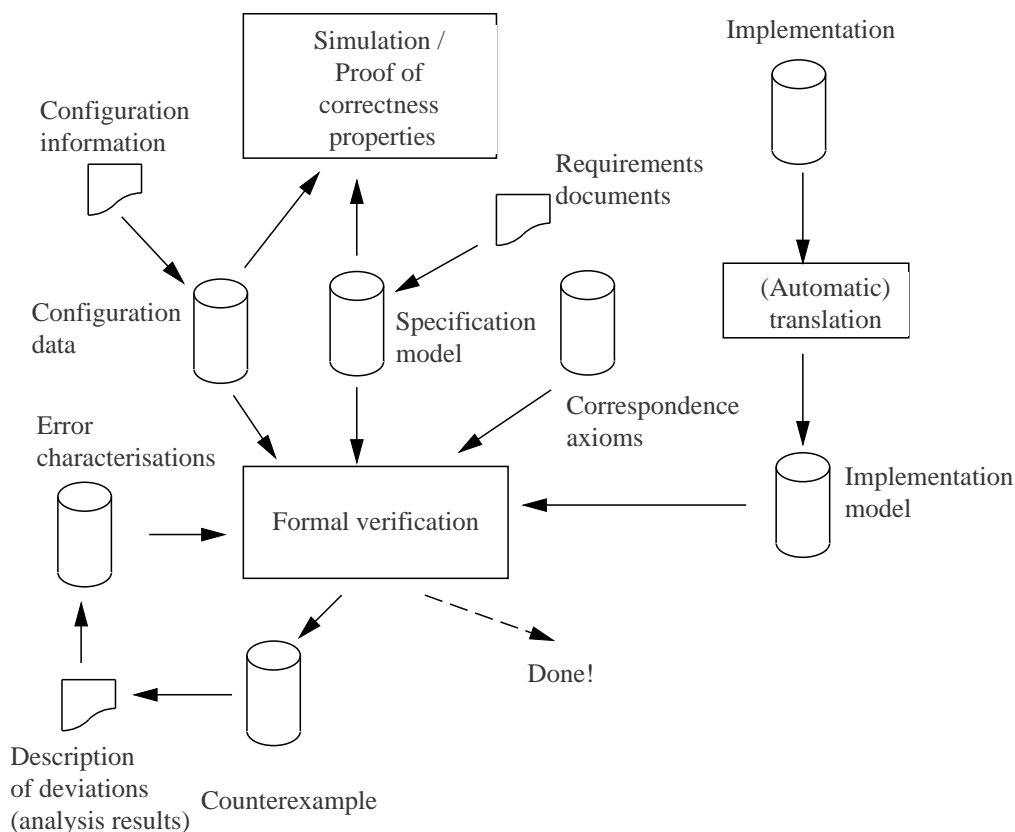 Simulation /
Proof of
correctness
properties
Implementation
Configuration
information
Requirements
documents
(Automatic)
translation
Configuration
data
Specification
model
Correspondence
axioms
Error
characterisations
Implementation
model
Formal verification
Done!
Description
of deviations
(analysis results)
Counterexample